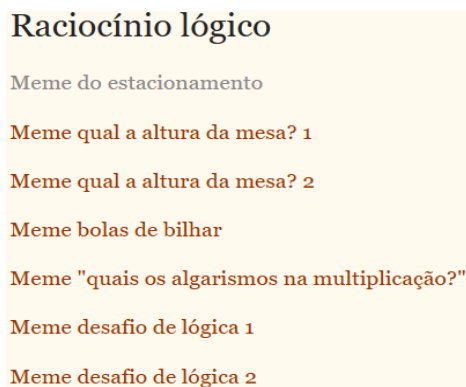 Raciocínio lógico
Meme do estacionamento
Meme qual a altura da mesa? 1
Meme qual a altura da mesa? 2
Meme bolas de bilhar
Meme "quais os algarismos na multiplicação?"
Meme desafio de lógica 1
Meme desafio de lógica 2